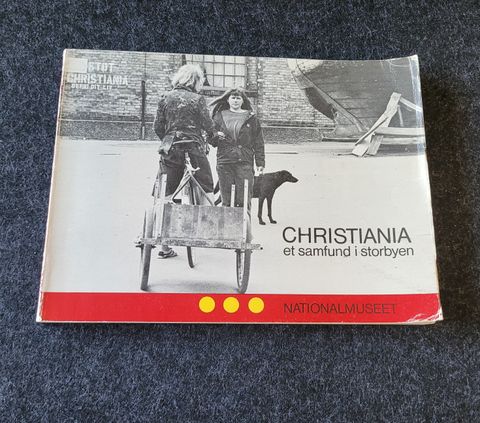 STØT
CHRISTIANIA
CHRISTIANIA
et samfund i storbyen
NATIONALMUSEET